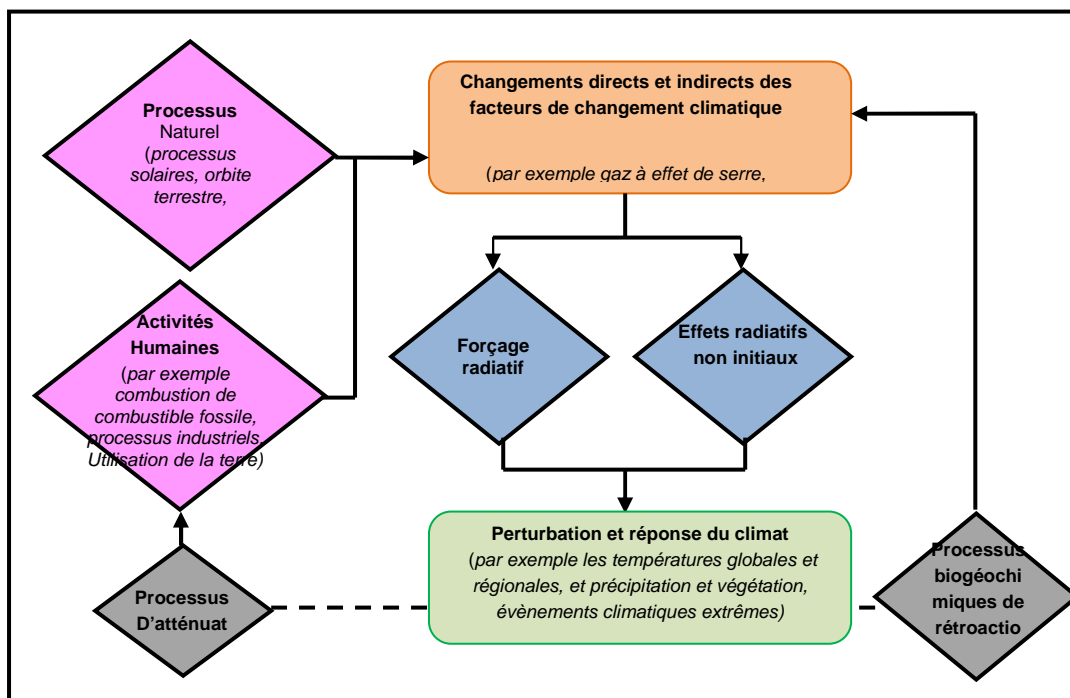 Processus
Naturel
(processus
solaires, orbite
terrestre,
Changements directs et indirects des
facteurs de changement climatique
(par exemple gaz à effet de serre,
Activités
Humaines
(par exemple
combustion de
combustible fossile,
processus industriels,
Utilisation de la terre)
Forçage
radiatif
Effets radiatifs
non initiaux
Perturbation et réponse du climat
(par exemple les températures globales et
régionales, et précipitation et végétation,
évènements climatiques extrêmes)
Processus
D'atténuat
Processus
biogéochi
miques de
rétroactio